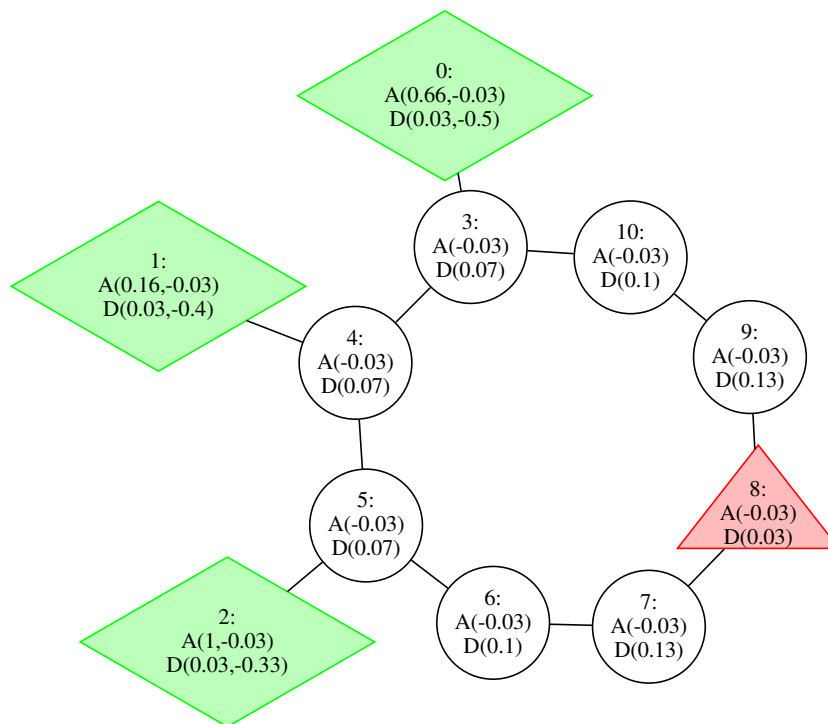 0:
A(0.66,-0.03)
D(0.03,-0.5)
1:
A(0.16,-0.03)
D(0.03,-0.4)
3:
A(-0.03)
D(0.07)
10:
A(-0.03)
D(0.1)
4:
A(-0.03)
D(0.07)
9:
A(-0.03)
D(0.13)
5:
A(-0.03)
D(0.07)
8:
A(-0.03)
D(0.03)
2:
A(1,-0.03)
D(0.03,-0.33)
6:
A(-0.03)
D(0.1)
7:
A(-0.03)
D(0.13)